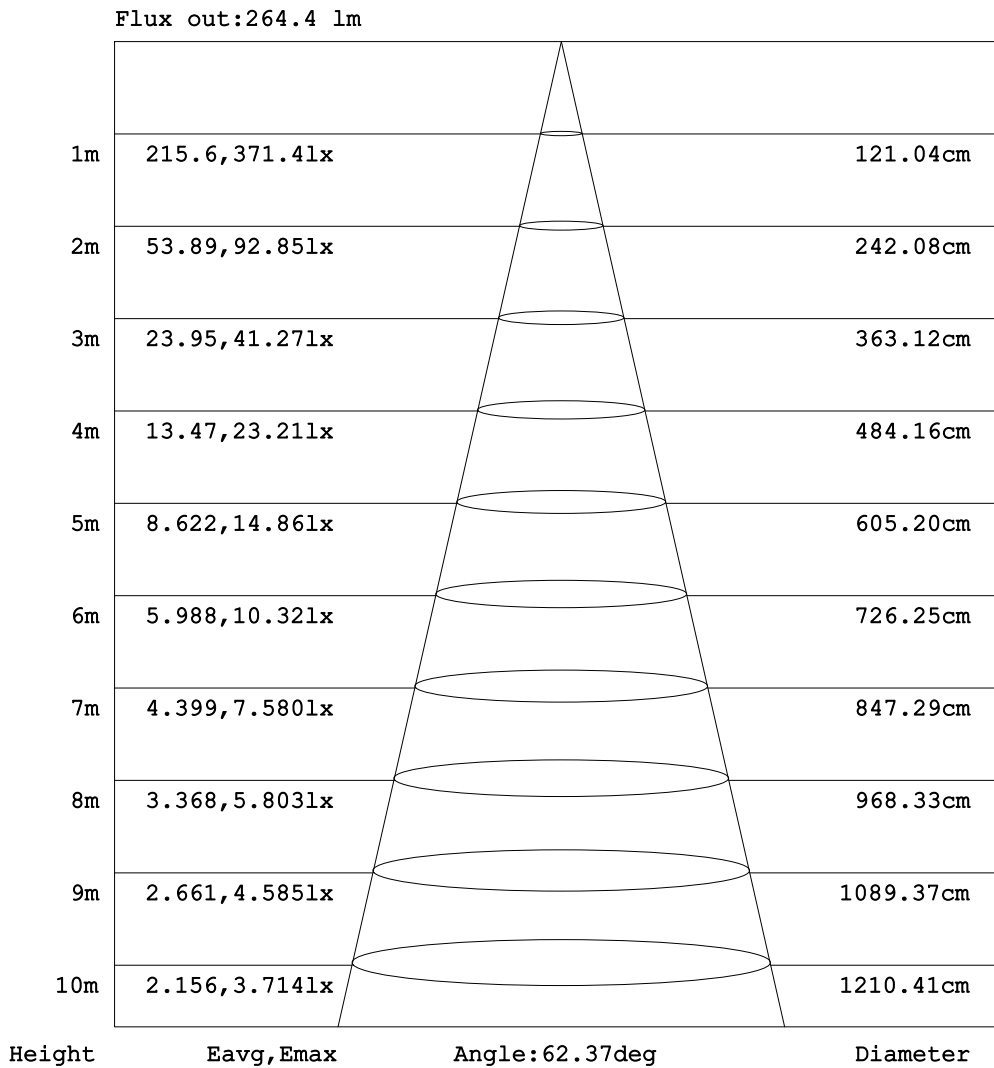 Flux out:264.4 lm
1m 215.6,371.4lx 121.04cm
2m 53.89,92.85lx 242.08cm
3m 23.95,41.27lx 363.12cm
4m 13.47,23.21lx 484.16cm
5m 8.622,14.86lx 605.20cm
6m 5.988,10.32lx 726.25cm
7m 4.399,7.580lx 847.29cm
8m 3.368,5.803lx 968.33cm
9m 2.661,4.585lx 1089.37cm
10m 2.156,3.714lx 1210.41cm
Height Eavg,Emax Angle:62.37deg Diameter